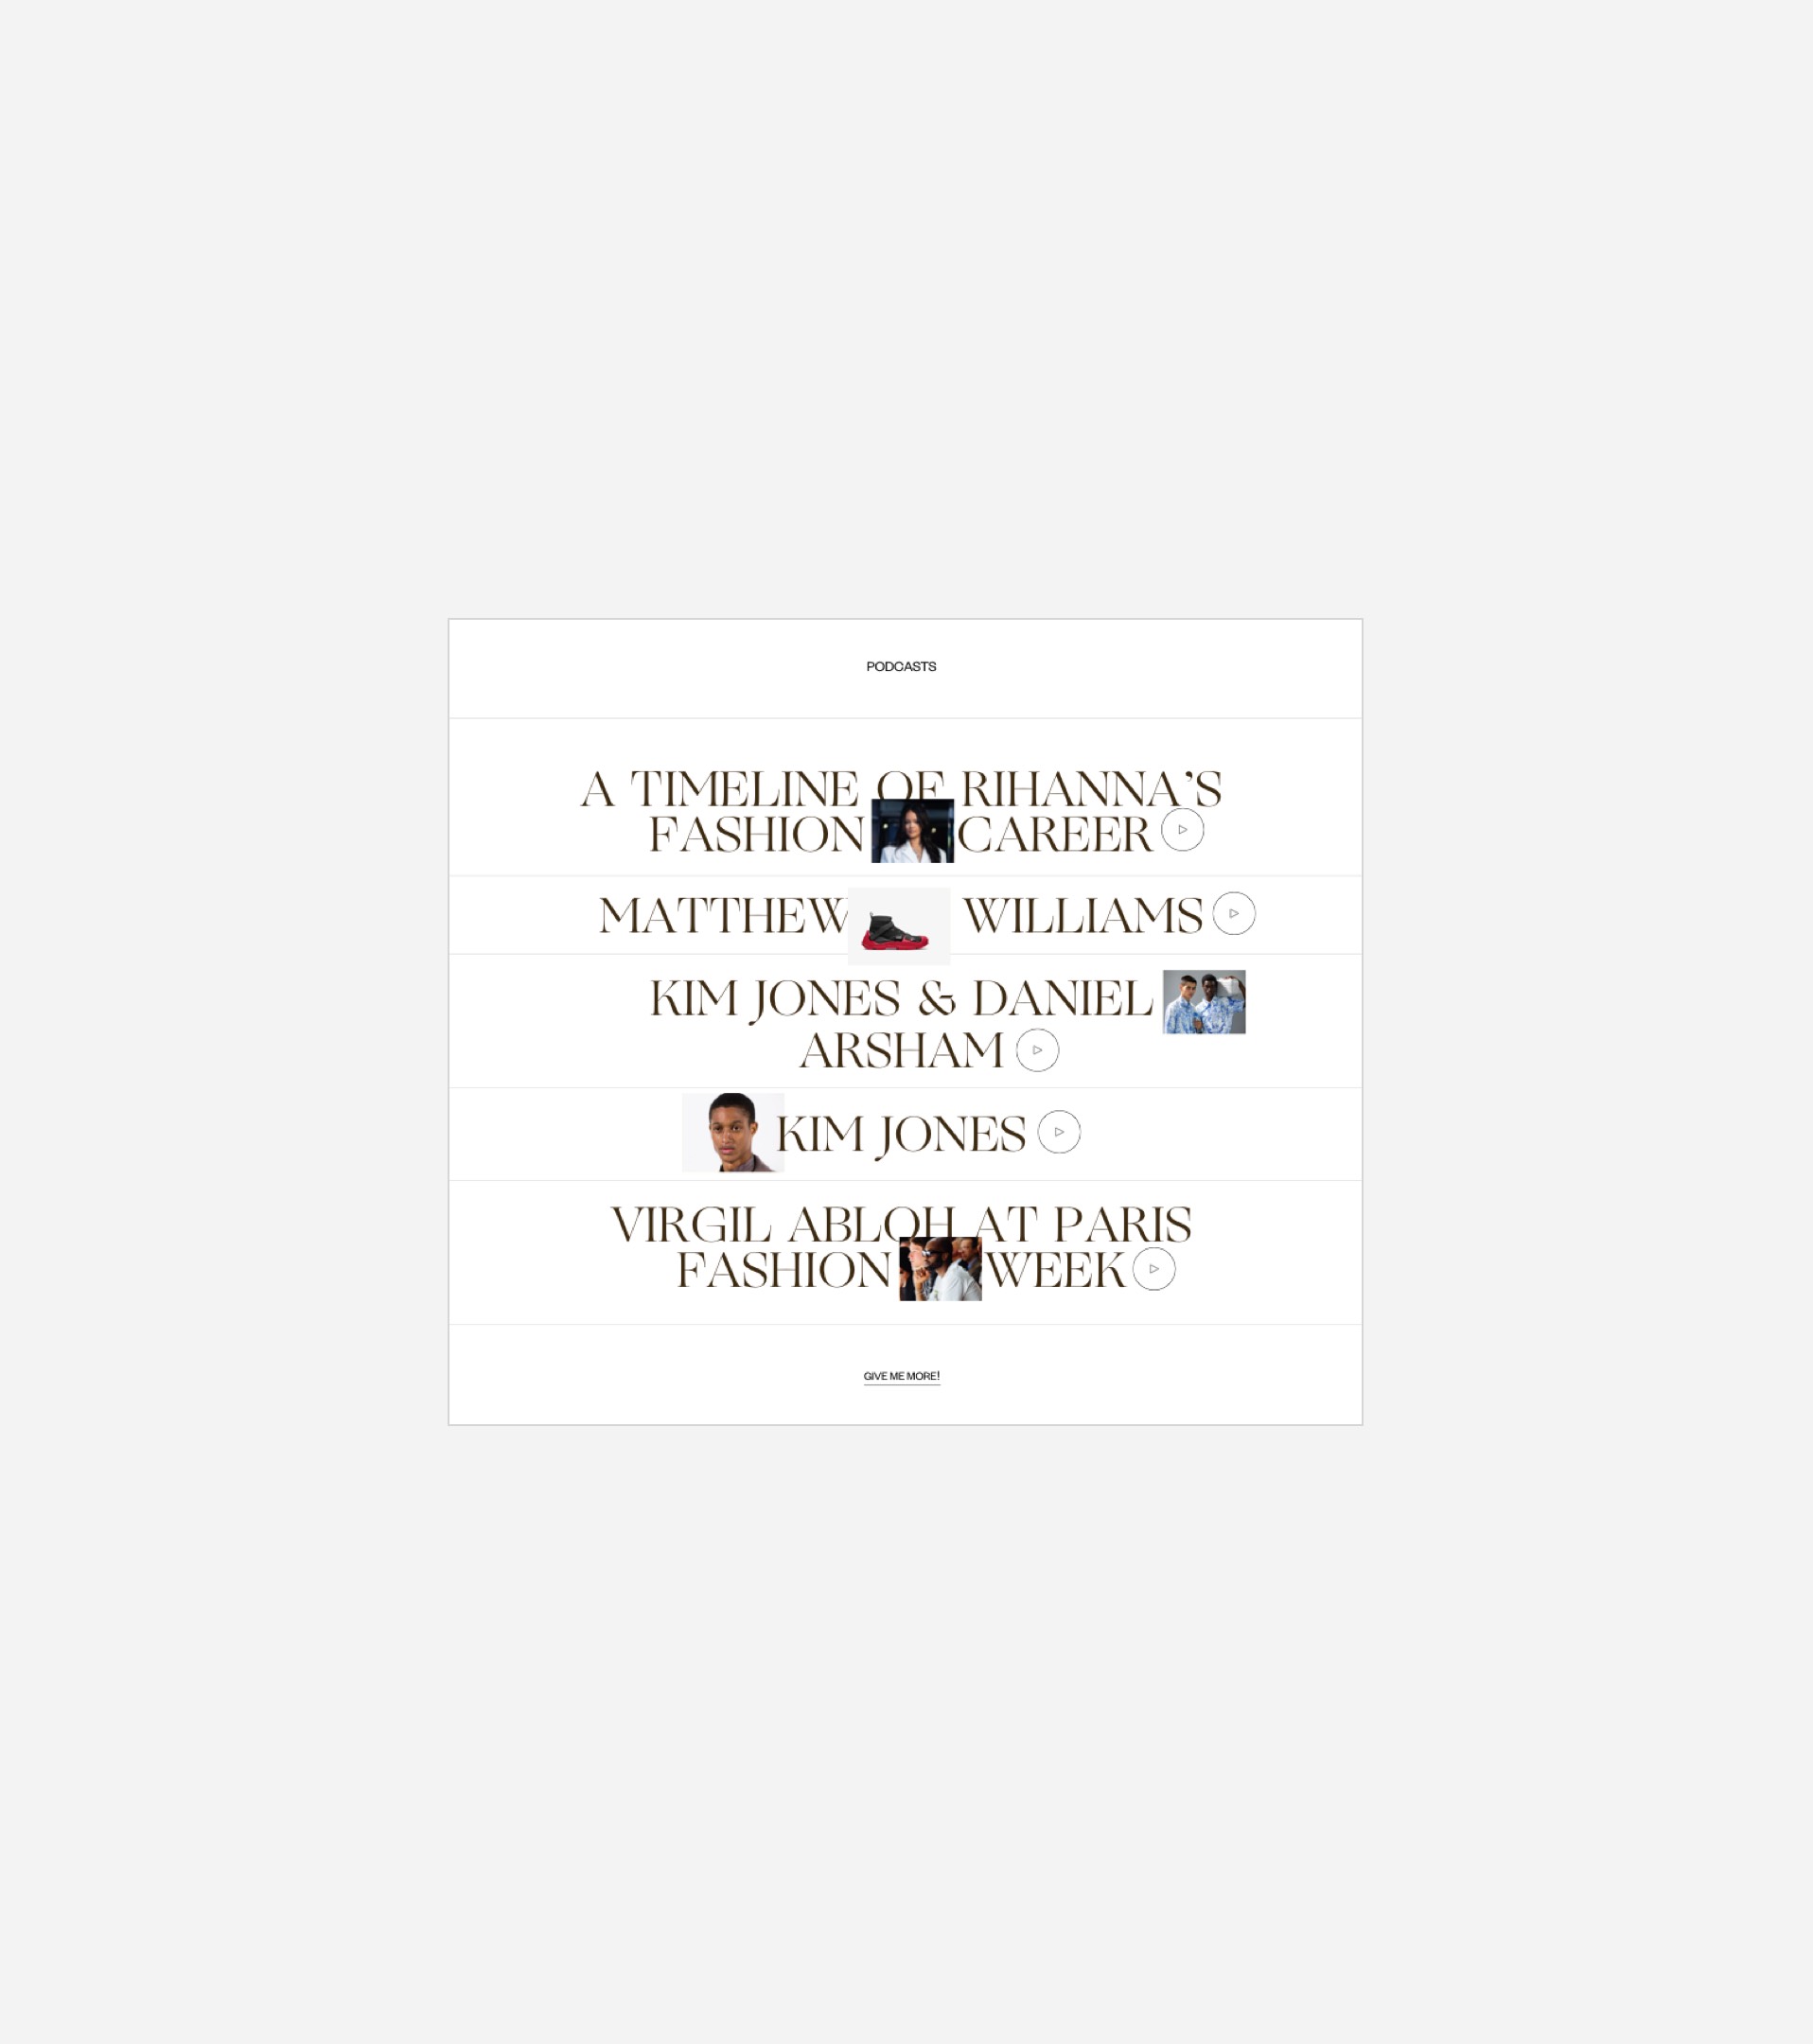 PODCASTS
A TIMELINE OF RIHANNA’S
FASHION CAREER
MATTHEW WILLIAMS
KIM JONES & DANIEL
ARSHAM
KIM JONES
VIRGIL ABLOH AT PARIS
FASHION WEEK
GIVE ME MORE!